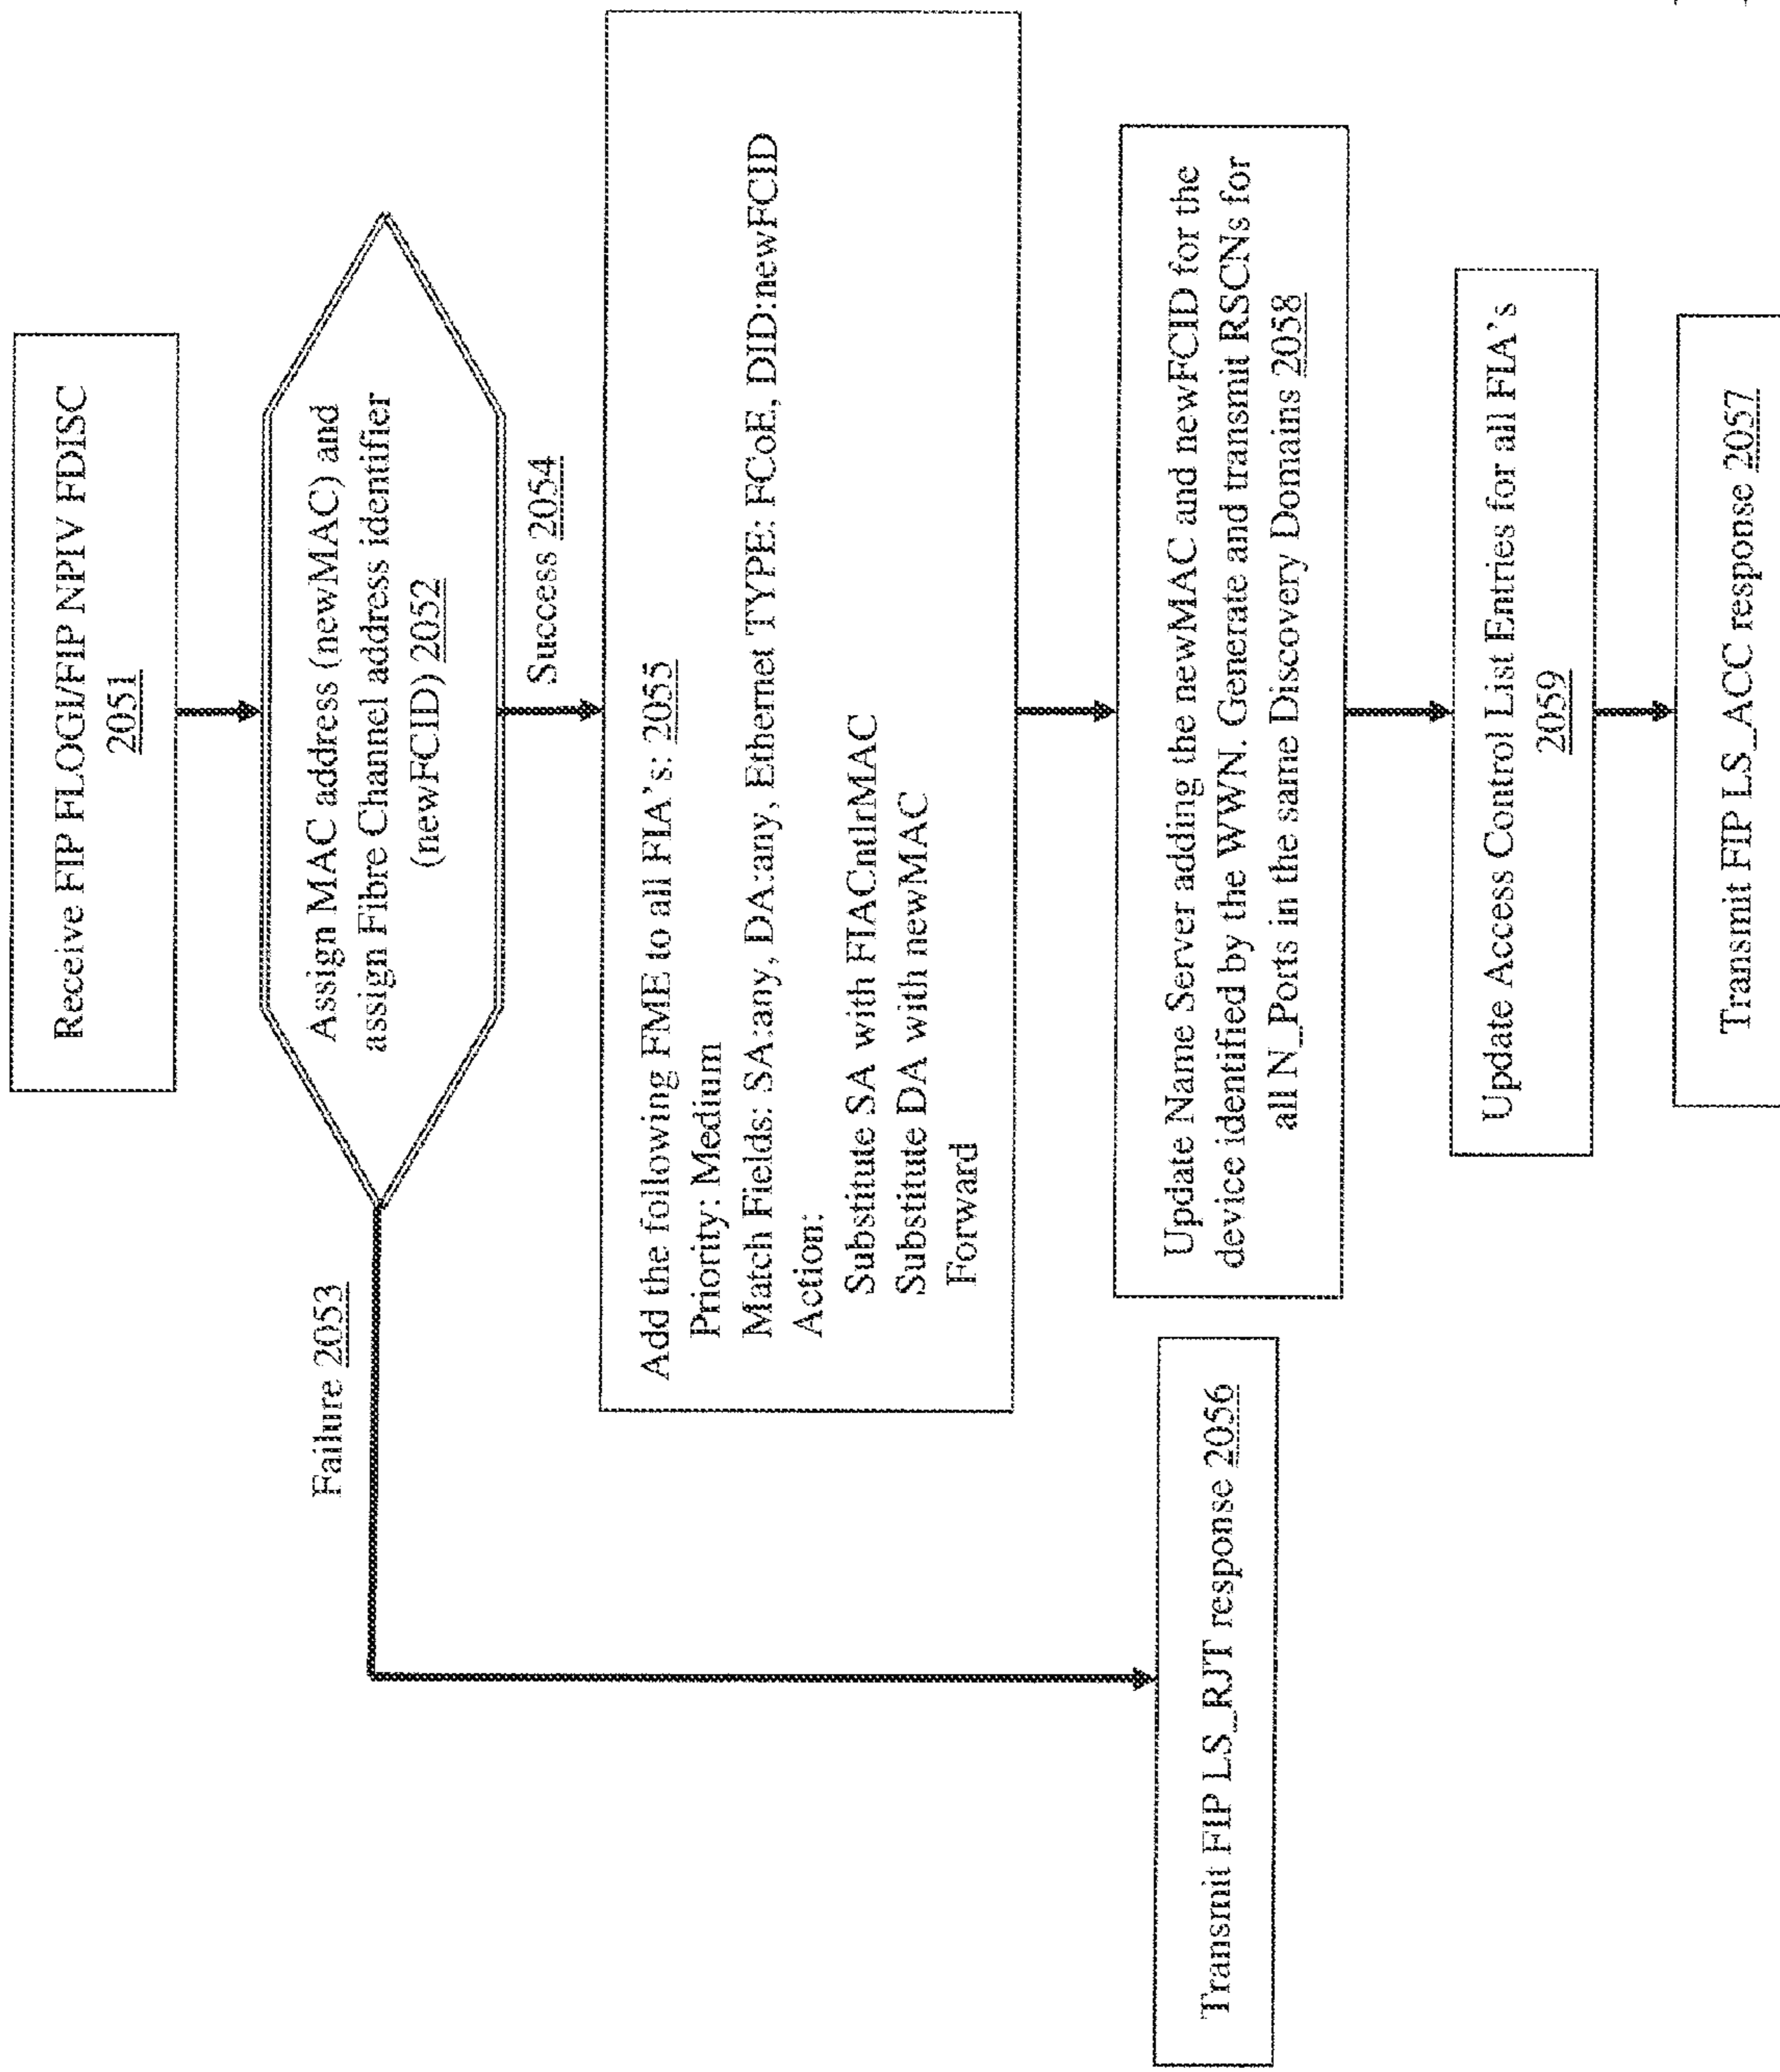 Receive FIP FLOGI/FIP NPIV FDISC
2051
Assign MAC address (newMAC) and
assign Fibre Channel address identifier
(newFCID) 2052
Failure 2053
Success 2054
Add the following FME to all FIA's: 2055
Priority: Medium
Match Fields: SA:any, DA:any, Ethernet TYPE: FCoE, DID:newFCID
Action:
Substitute SA with FIACntlrMAC
Substitute DA with newMAC
Forward
Update Name Server adding the newMAC and newFCID for the
device identified by the WWN. Generate and transmit RSCNs for
all N_Ports in the same Discovery Domains 2058
Transmit FIP LS_RJT response 2056
Update Access Control List Entries for all FIA's
2059
Transmit FIP LS_ACC response 2057